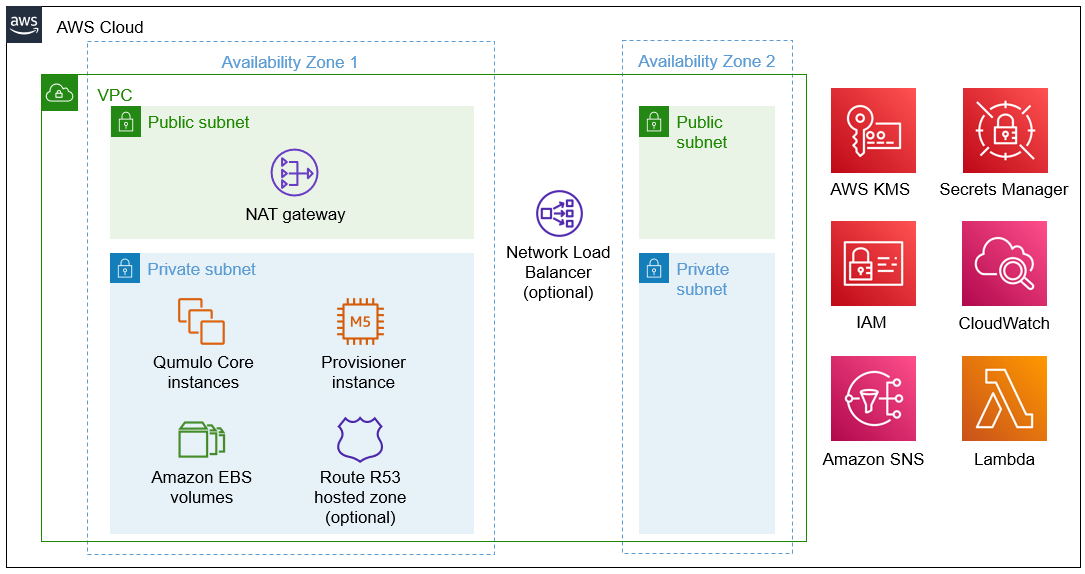 aws
AWS Cloud
Availability Zone 1
Availability Zone 2
VPC
Public subnet
NAT gateway
Private subnet
Qumulo Core
instances
M5
Provisioner
instance
Amazon EBS
volumes
Route R53
hosted zone
(optional)
Network Load
Balancer
(optional)
Public
subnet
Private
subnet
AWS KMS
Secrets Manager
IAM
CloudWatch
Amazon SNS
Lambda